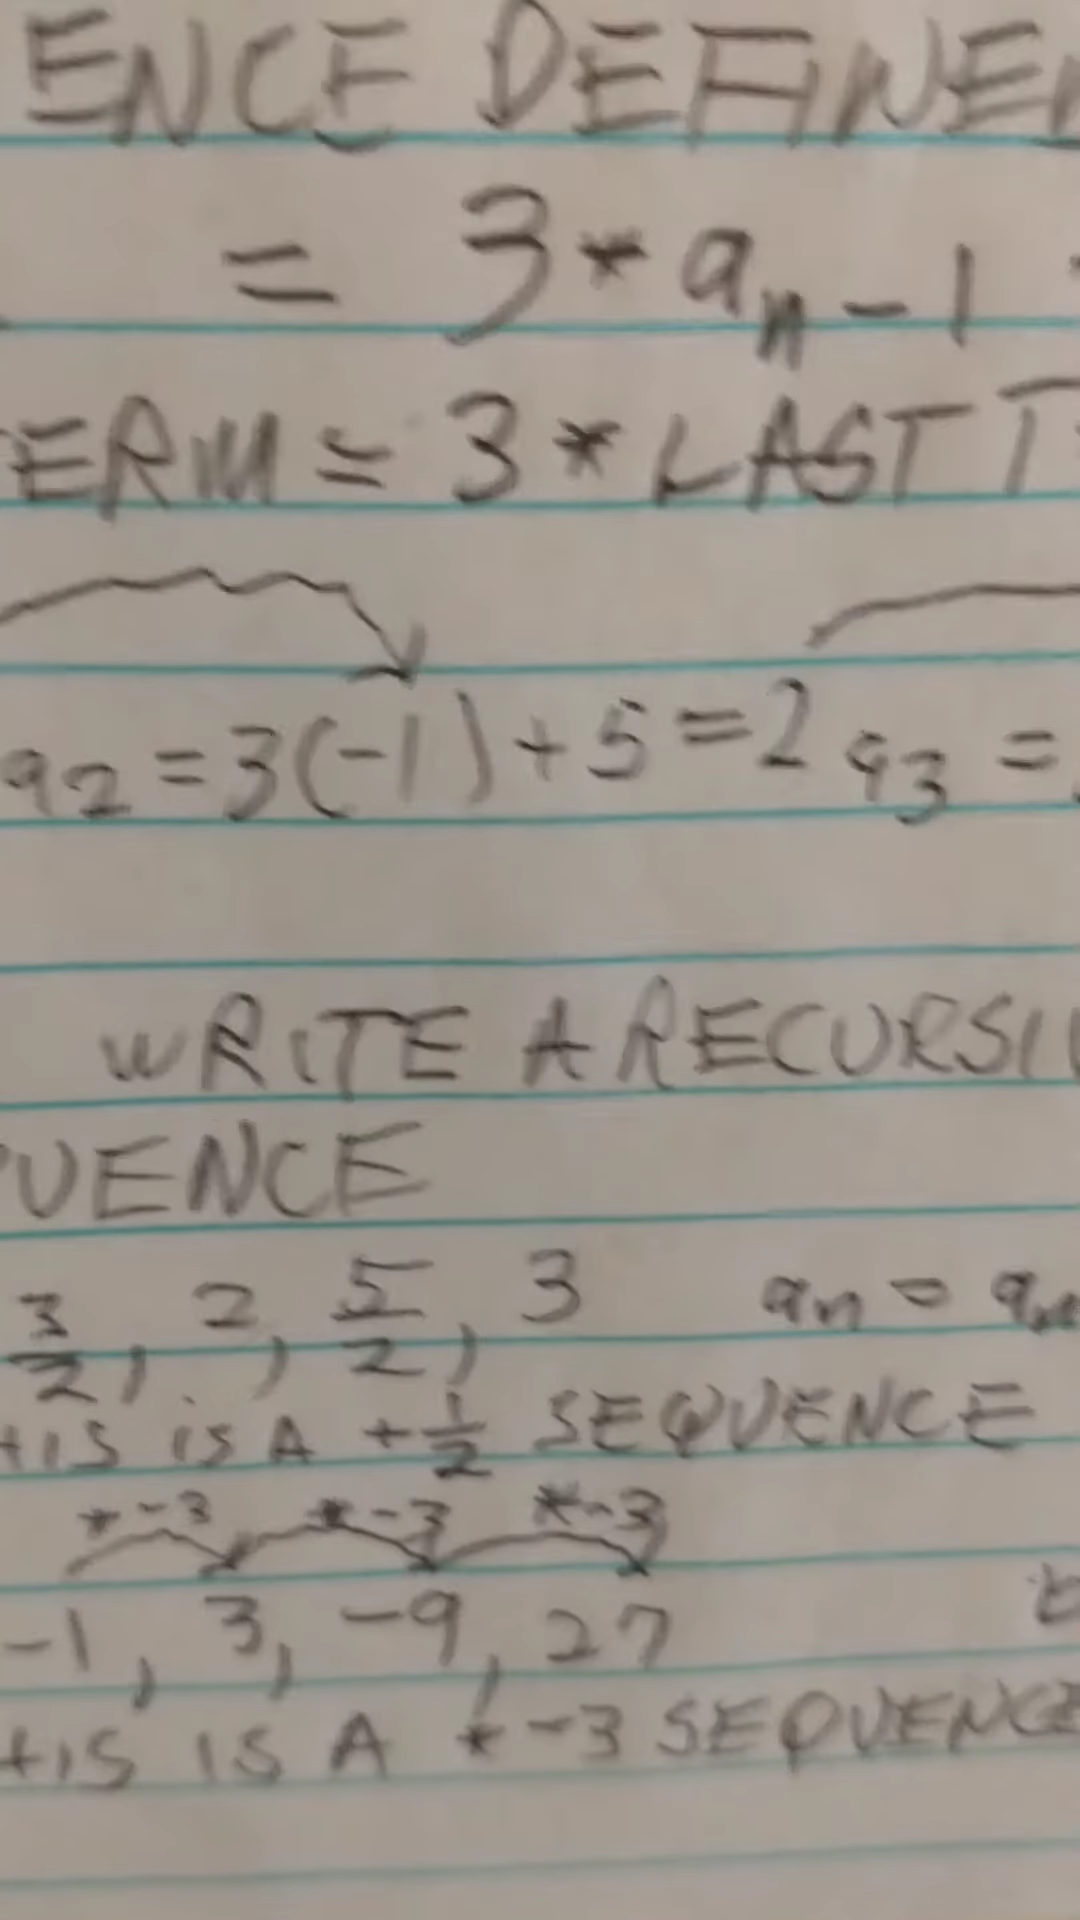 ENCE DEFINE
= 3 * an-1
ERM = 3 * LAST T
a2 = 3(-1) + 5 = 2 a3 =
WRITE A RECURSI
UENCE
3/2, 2, 5/2, 3 an = an
+IS is A +1/2 SEQUENCE
*-3 *-3 *-3
-1, 3, -9, 27
+IS IS A *-3 SEQUENCE